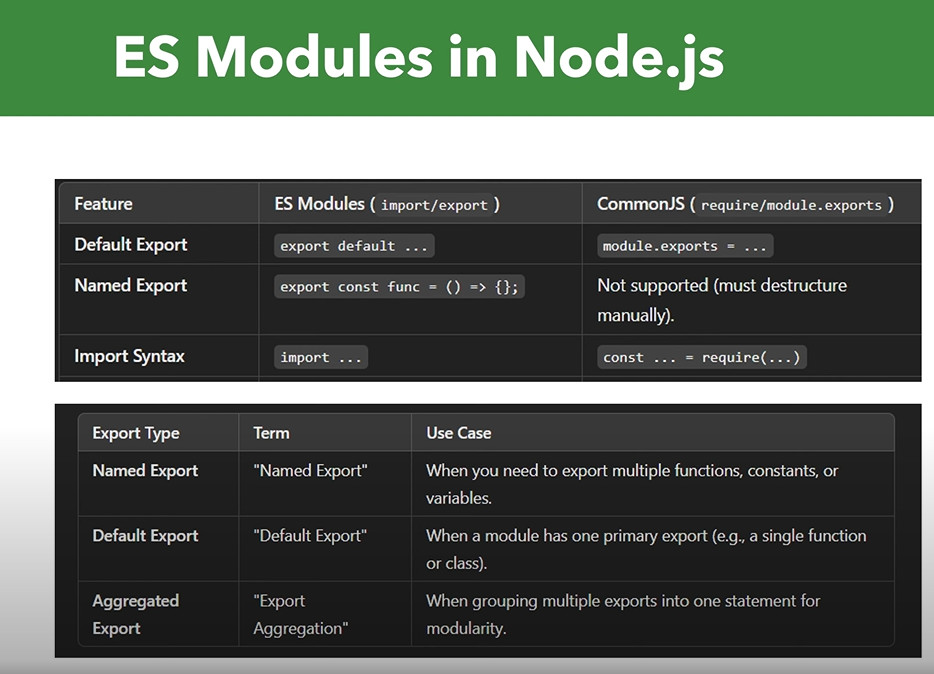 ES Modules in Node.js
Feature ES Modules ( import/export ) CommonJS ( require/module.exports )
Default Export export default ... module.exports = ...
Named Export export const func = () => {}; Not supported (must destructure
manually).
Import Syntax import ... const ... = require(...)
Export Type Term Use Case
Named Export "Named Export" When you need to export multiple functions, constants, or
variables.
Default Export "Default Export" When a module has one primary export (e.g., a single function
or class).
Aggregated "Export When grouping multiple exports into one statement for
Export Aggregation" modularity.